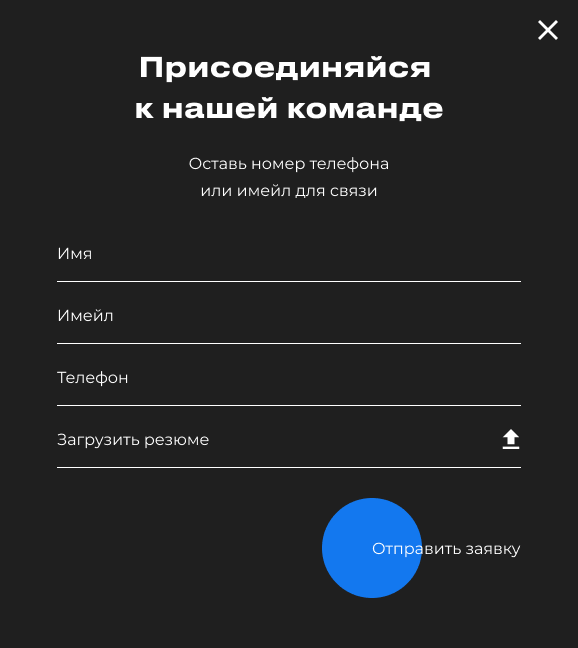 Присоединяйся
к нашей команде
Оставь номер телефона
или имейл для связи
Имя
Имейл
Телефон
Загрузить резюме
Отправить заявку